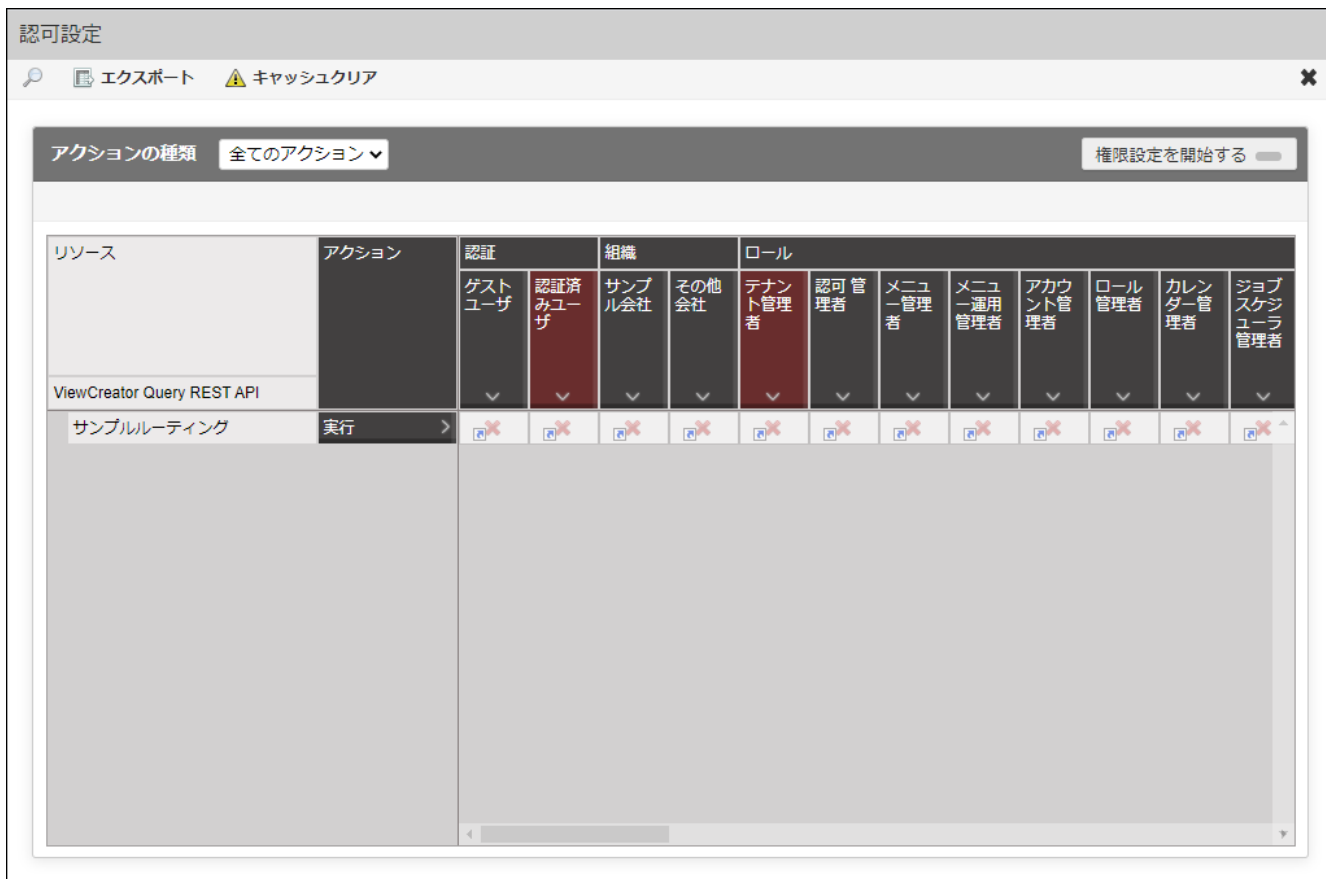 認可設定
エクスポート キャッシュクリア
アクションの種類 全てのアクション 権限設定を開始する
リソース アクション 認証 組織 ロール
ゲスト
ユーザ
認証済
みユー
ザ
サンプ
ル会社
その他
会社
テナン
ト管理
者
認可 管
理者
メニュ
ー管理
者
メニュ
ー運用
管理者
アカウ
ント管
理者
ロール
管理者
カレン
ダー管
理者
ジョブ
スケジ
ューラ
管理者
ViewCreator Query REST API
サンプルルーティング 実行